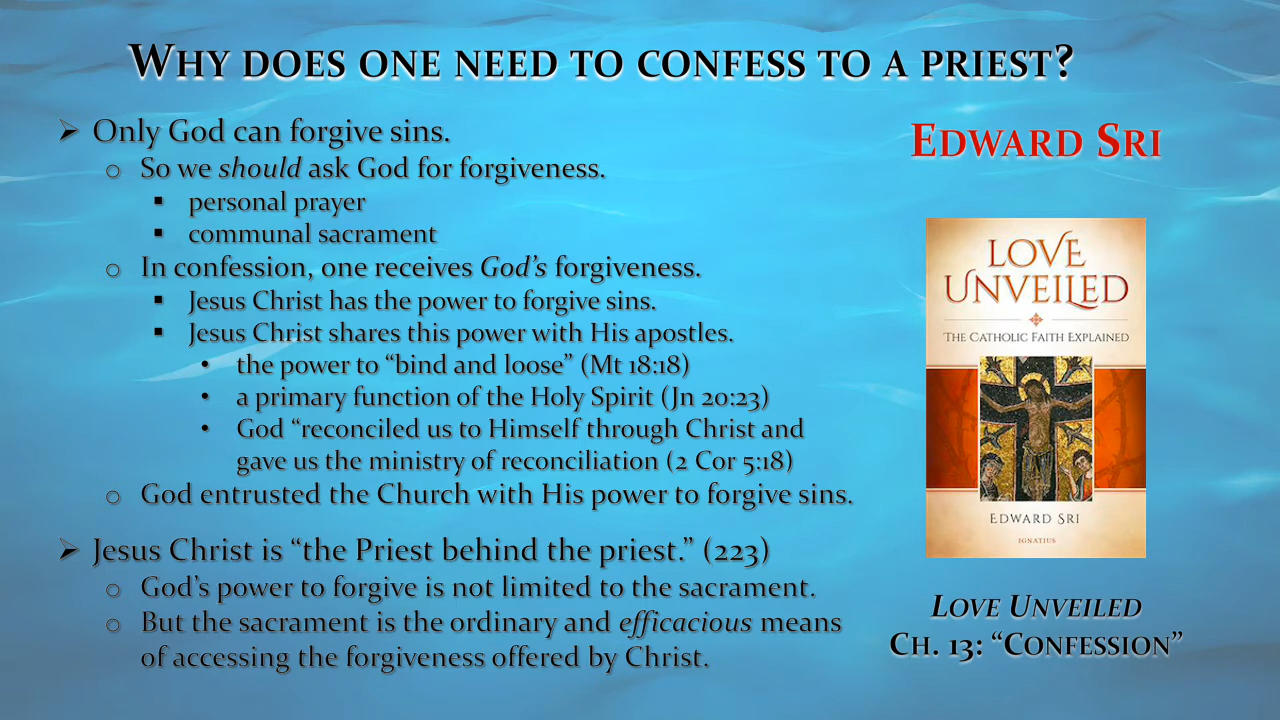 WHY DOES ONE NEED TO CONFESS TO A PRIEST?
➢ Only God can forgive sins.
o So we should ask God for forgiveness.
▪ personal prayer
▪ communal sacrament
o In confession, one receives God’s forgiveness.
▪ Jesus Christ has the power to forgive sins.
▪ Jesus Christ shares this power with His apostles.
• the power to “bind and loose” (Mt 18:18)
• a primary function of the Holy Spirit (Jn 20:23)
• God “reconciled us to Himself through Christ and
gave us the ministry of reconciliation (2 Cor 5:18)
o God entrusted the Church with His power to forgive sins.
➢ Jesus Christ is “the Priest behind the priest.” (223)
o God’s power to forgive is not limited to the sacrament.
o But the sacrament is the ordinary and efficacious means
of accessing the forgiveness offered by Christ.
EDWARD SRI
LOVE
UNVEILED
THE CATHOLIC FAITH EXPLAINED
EDWARD SRI
IGNATIUS
LOVE UNVEILED
CH. 13: “CONFESSION”